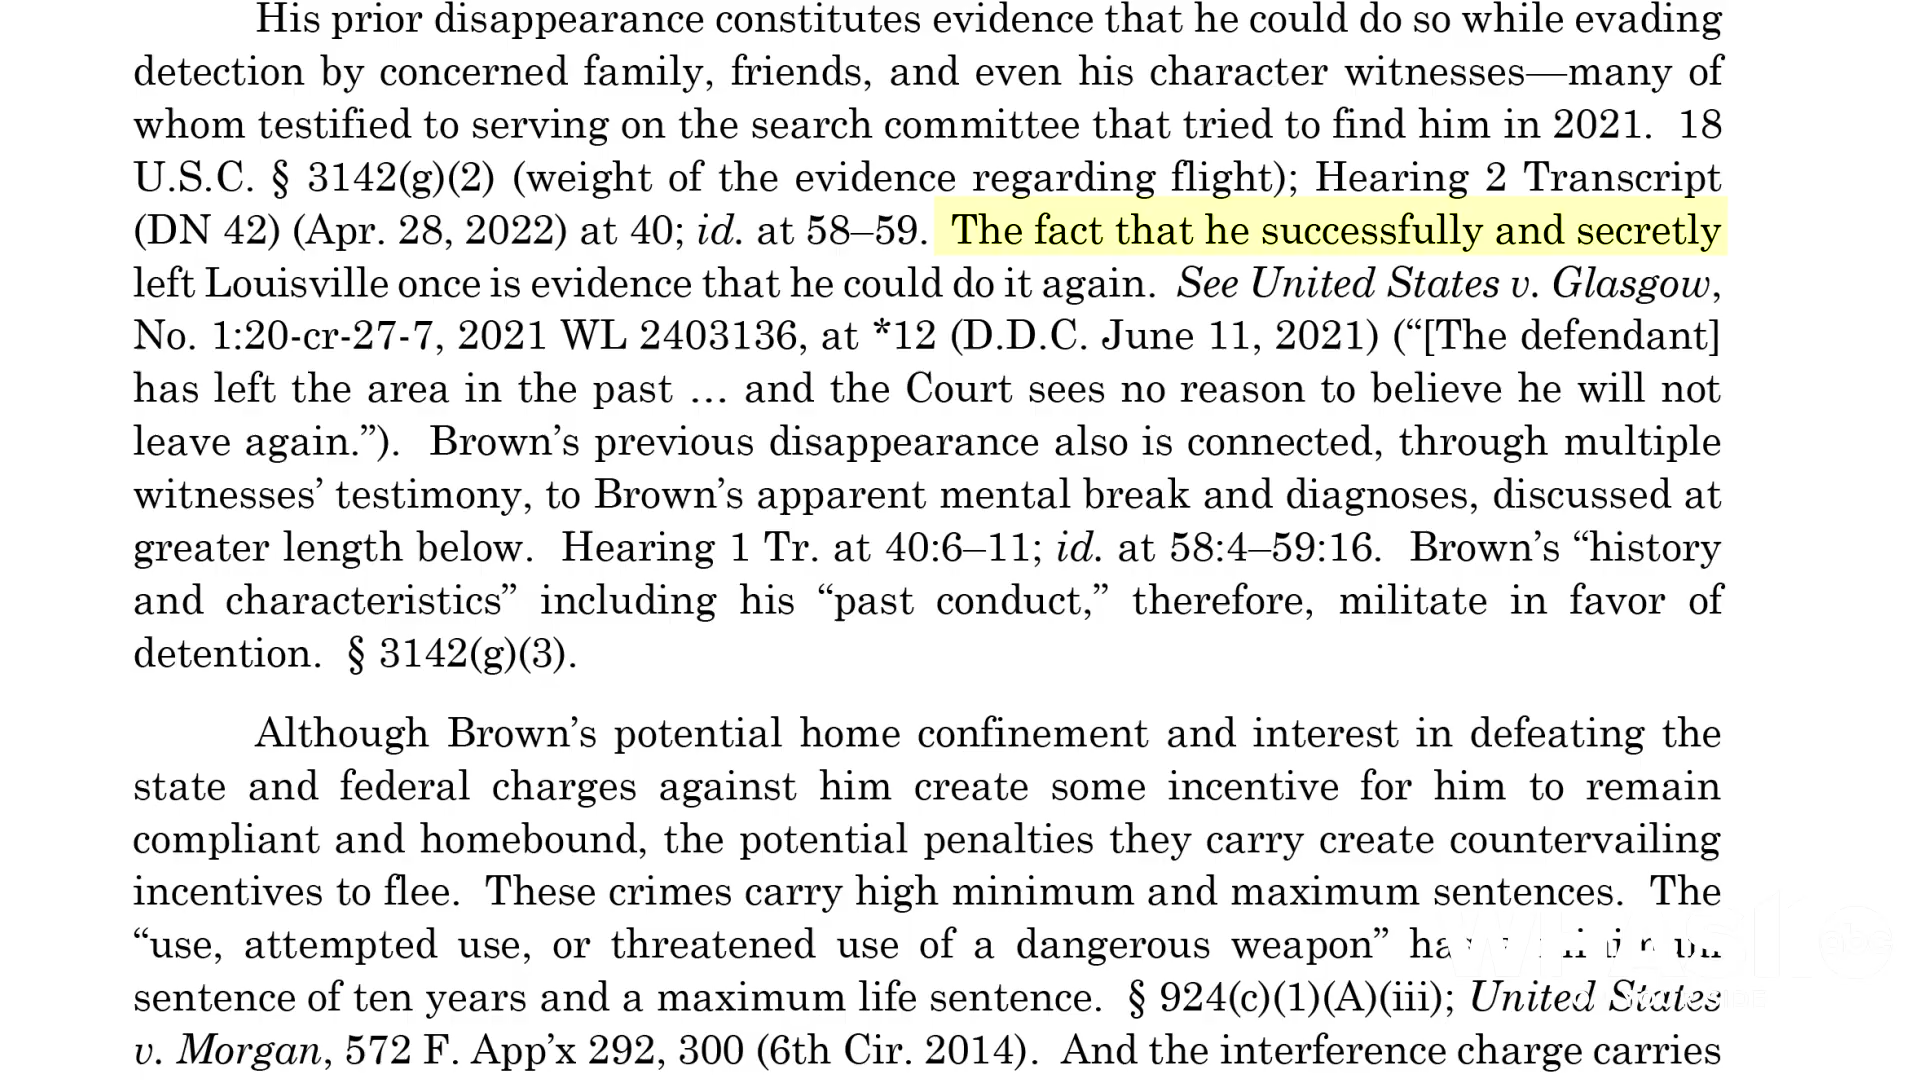 His prior disappearance constitutes evidence that he could do so while evading
detection by concerned family, friends, and even his character witnesses—many of
whom testified to serving on the search committee that tried to find him in 2021. 18
U.S.C. § 3142(g)(2) (weight of the evidence regarding flight); Hearing 2 Transcript
(DN 42) (Apr. 28, 2022) at 40; id. at 58–59. The fact that he successfully and secretly
left Louisville once is evidence that he could do it again. See United States v. Glasgow,
No. 1:20-cr-27-7, 2021 WL 2403136, at *12 (D.D.C. June 11, 2021) (“[The defendant]
has left the area in the past … and the Court sees no reason to believe he will not
leave again.”). Brown’s previous disappearance also is connected, through multiple
witnesses’ testimony, to Brown’s apparent mental break and diagnoses, discussed at
greater length below. Hearing 1 Tr. at 40:6–11; id. at 58:4–59:16. Brown’s “history
and characteristics” including his “past conduct,” therefore, militate in favor of
detention. § 3142(g)(3).
Although Brown’s potential home confinement and interest in defeating the
state and federal charges against him create some incentive for him to remain
compliant and homebound, the potential penalties they carry create countervailing
incentives to flee. These crimes carry high minimum and maximum sentences. The
“use, attempted use, or threatened use of a dangerous weapon”
sentence of ten years and a maximum life sentence. § 924(c)(1)(A)(iii); United States
v. Morgan, 572 F. App’x 292, 300 (6th Cir. 2014). And the interference charge carries
WHAS11 abc